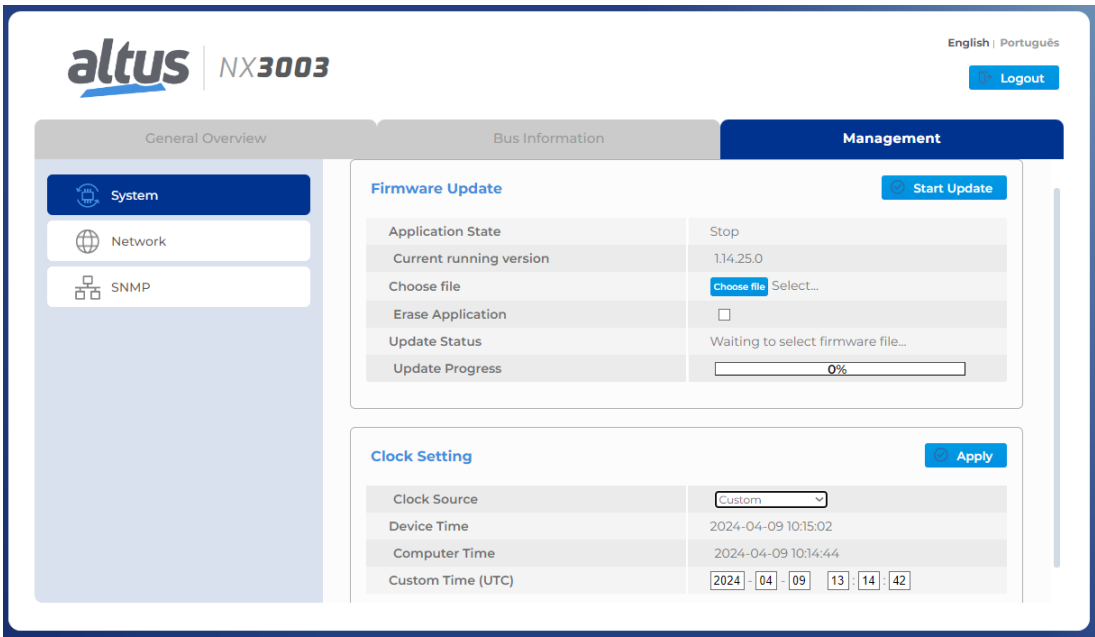 English | Português
altus NX3003
Logout
General Overview Bus Information Management
System
Network
SNMP
Firmware Update Start Update
Application State Stop
Current running version 1.14.25.0
Choose file Choose file Select...
Erase Application
Update Status Waiting to select firmware file...
Update Progress 0%
Clock Setting Apply
Clock Source Custom
Device Time 2024-04-09 10:15:02
Computer Time 2024-04-09 10:14:44
Custom Time (UTC) 2024 - 04 - 09 13 : 14 : 42